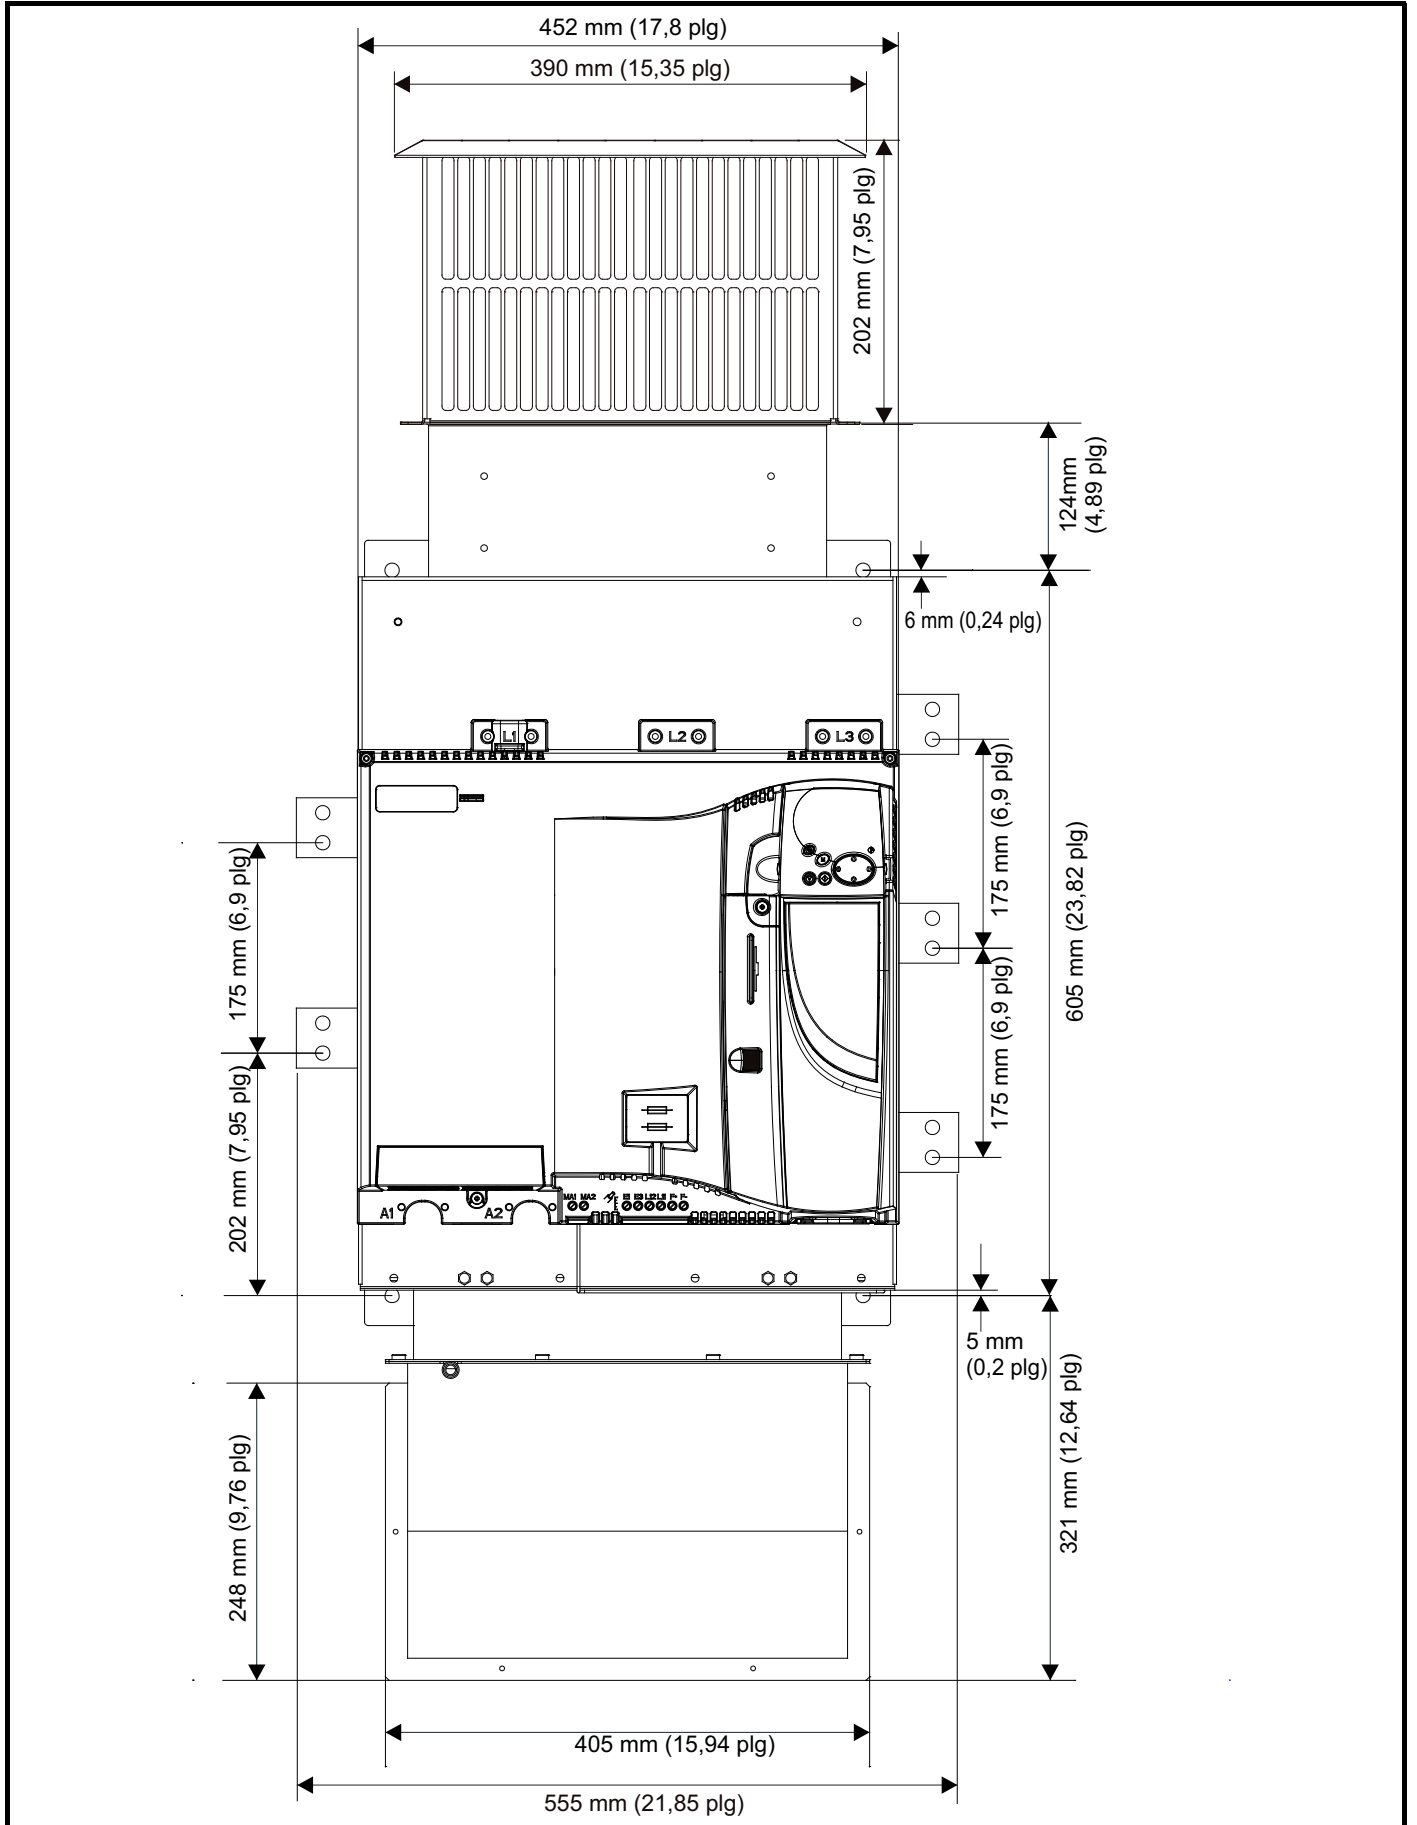 452 mm (17,8 plg)
390 mm (15,35 plg)
202 mm (7,95 plg)
124mm
(4,89 plg)
6 mm (0,24 plg)
L1
L2
L3
175 mm (6,9 plg)
175 mm (6,9 plg)
605 mm (23,82 plg)
175 mm (6,9 plg)
202 mm (7,95 plg)
A1
A2
MA1 MA2
E1 E3 L12 L11 F+ F-
5 mm
(0,2 plg)
321 mm (12,64 plg)
248 mm (9,76 plg)
405 mm (15,94 plg)
555 mm (21,85 plg)